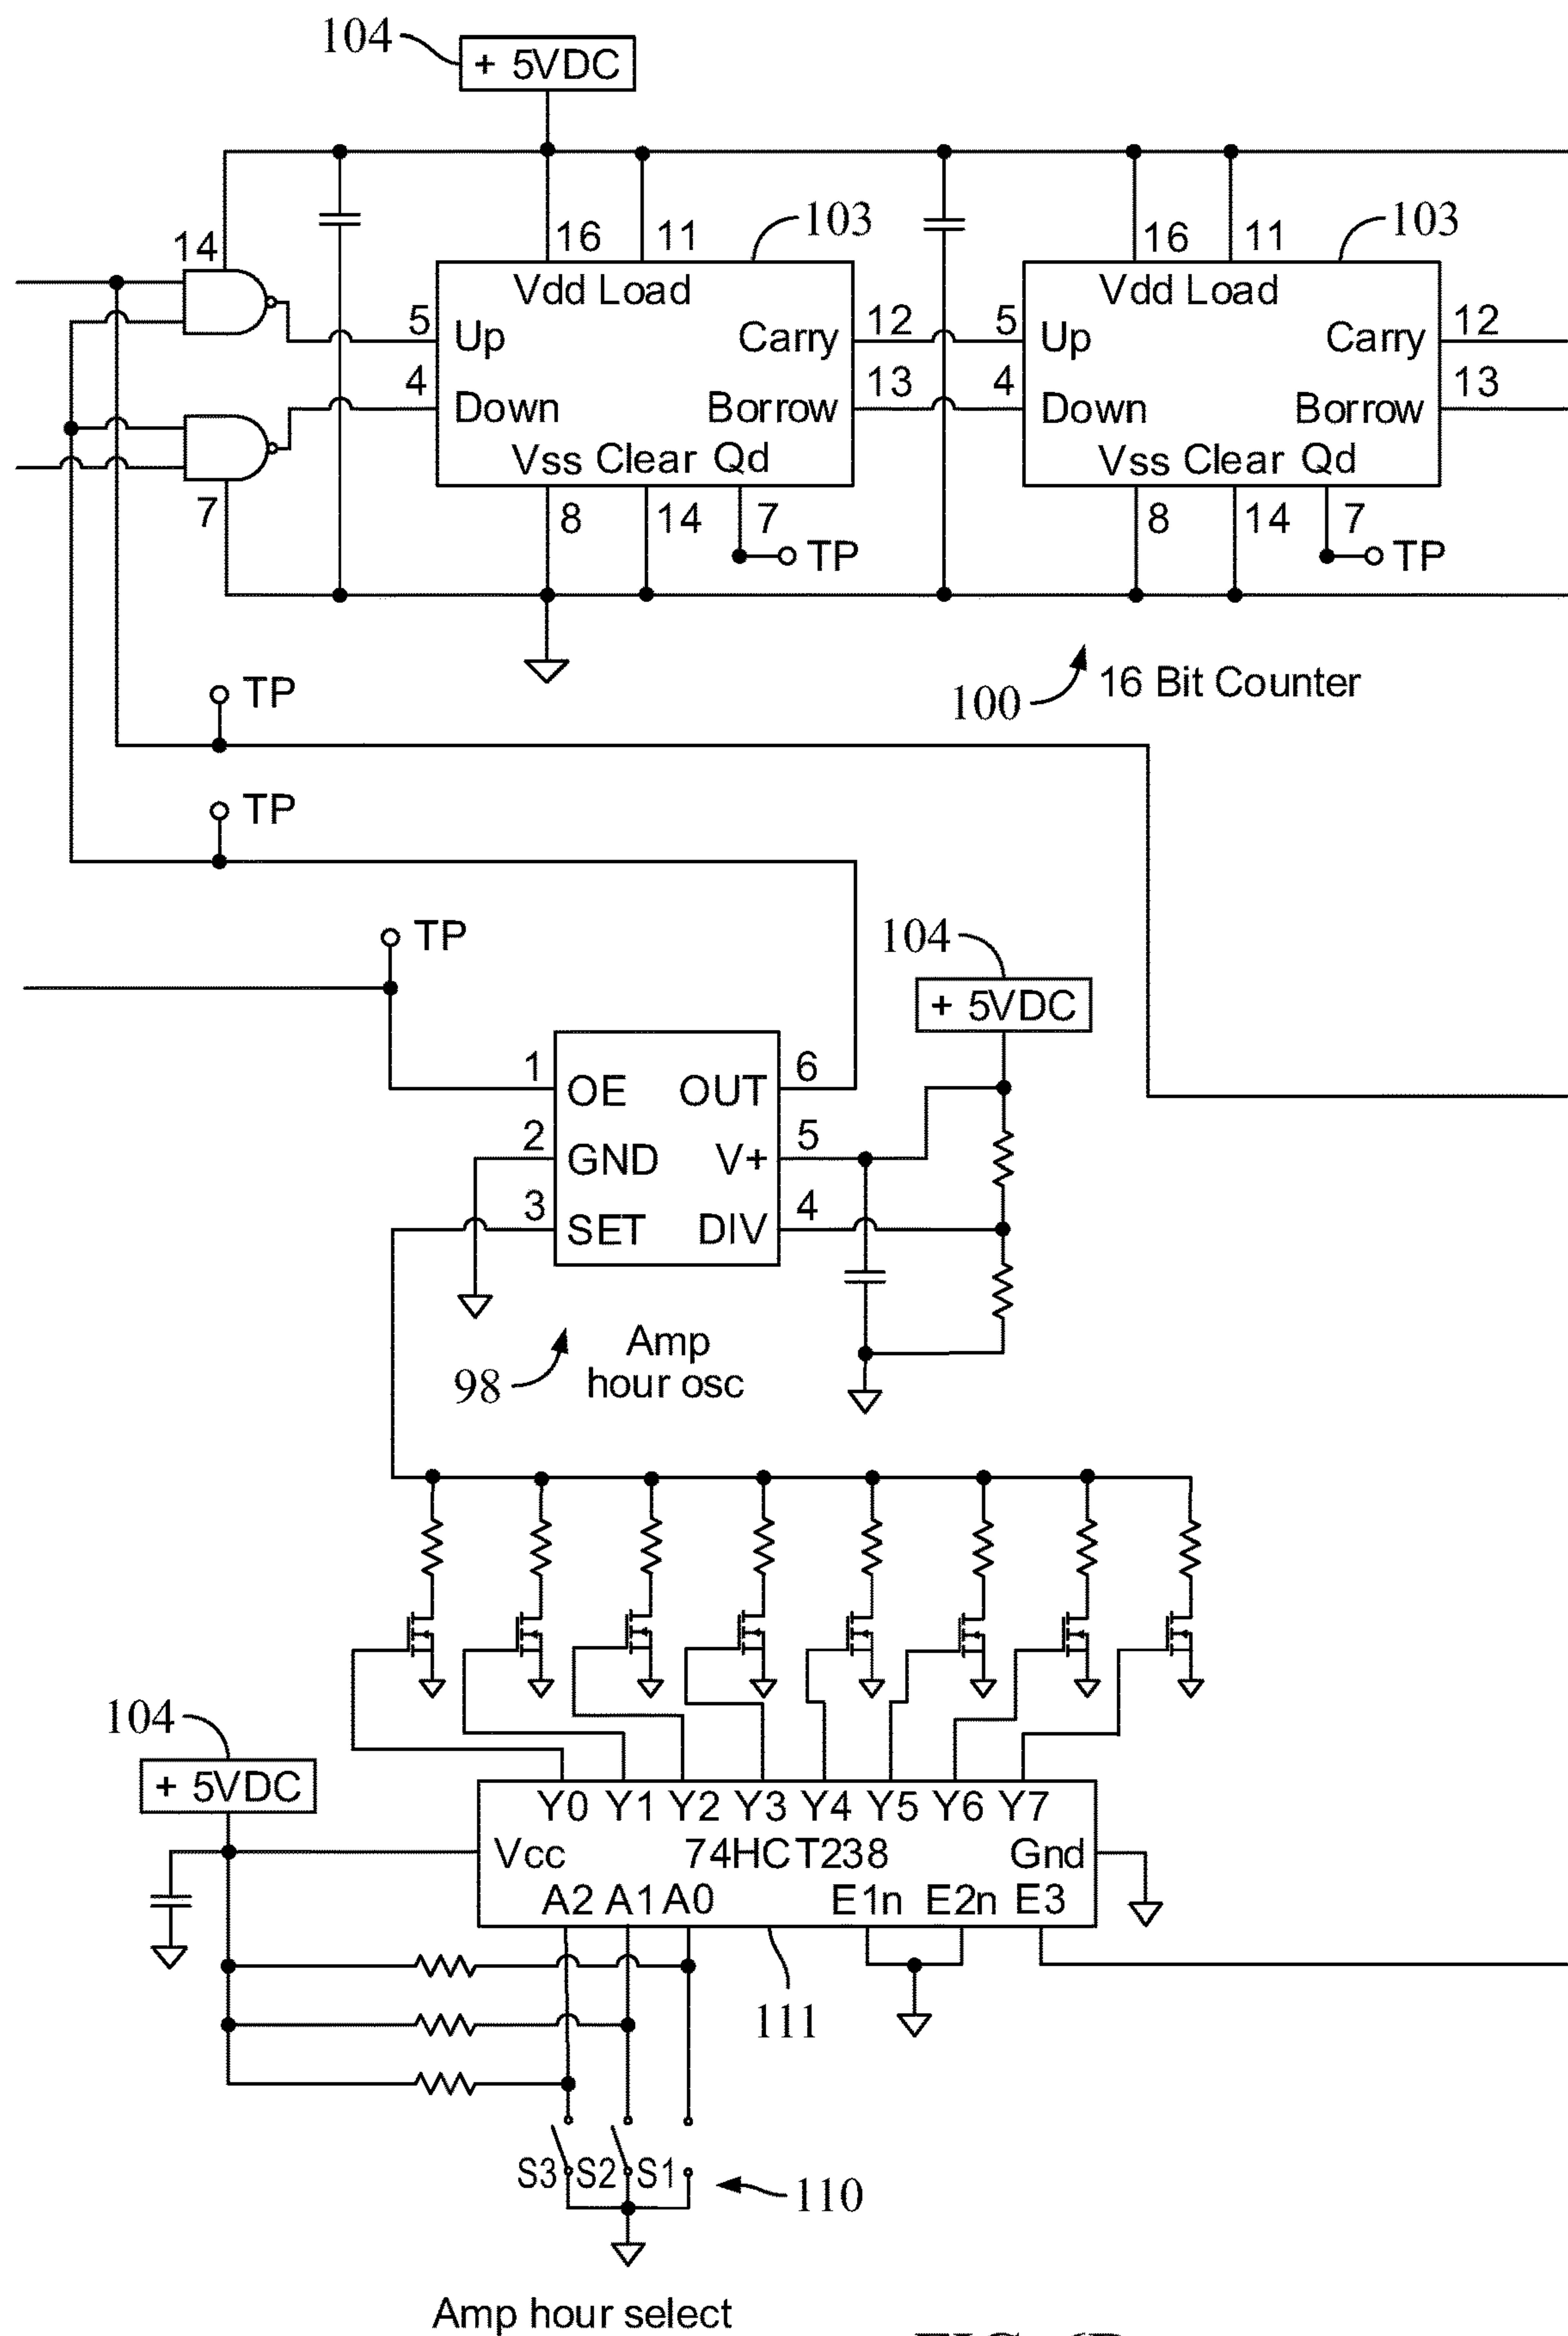 104
+ 5VDC
103
103
14
16
11
16
11
Vdd Load
Vdd Load
5
Up
Carry
12
5
Up
Carry
12
4
Down
Borrow
13
4
Down
Borrow
13
Vss Clear Qd
Vss Clear Qd
7
8
14
7
8
14
7
TP
TP
100
16 Bit Counter
TP
TP
TP
104
+ 5VDC
1
OE
OUT
6
2
GND
V+
5
3
SET
DIV
4
98
Amp
hour osc
104
+ 5VDC
Y0 Y1 Y2 Y3 Y4 Y5 Y6 Y7
Vcc
74HCT238
Gnd
A2 A1 A0
E1n E2n E3
111
S3
S2
S1
110
Amp hour select